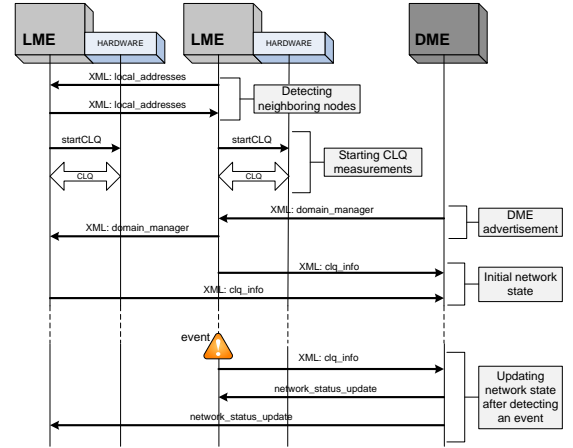 LME
HARDWARE
LME
HARDWARE
DME
XML: local_addresses
Detecting
neighboring nodes
XML: local_addresses
startCLQ
startCLQ
Starting CLQ
measurements
CLQ
CLQ
XML: domain_manager
DME
advertisement
XML: domain_manager
XML: clq_info
Initial network
state
XML: clq_info
event
XML: clq_info
Updating
network state
after detecting
an event
network_status_update
network_status_update